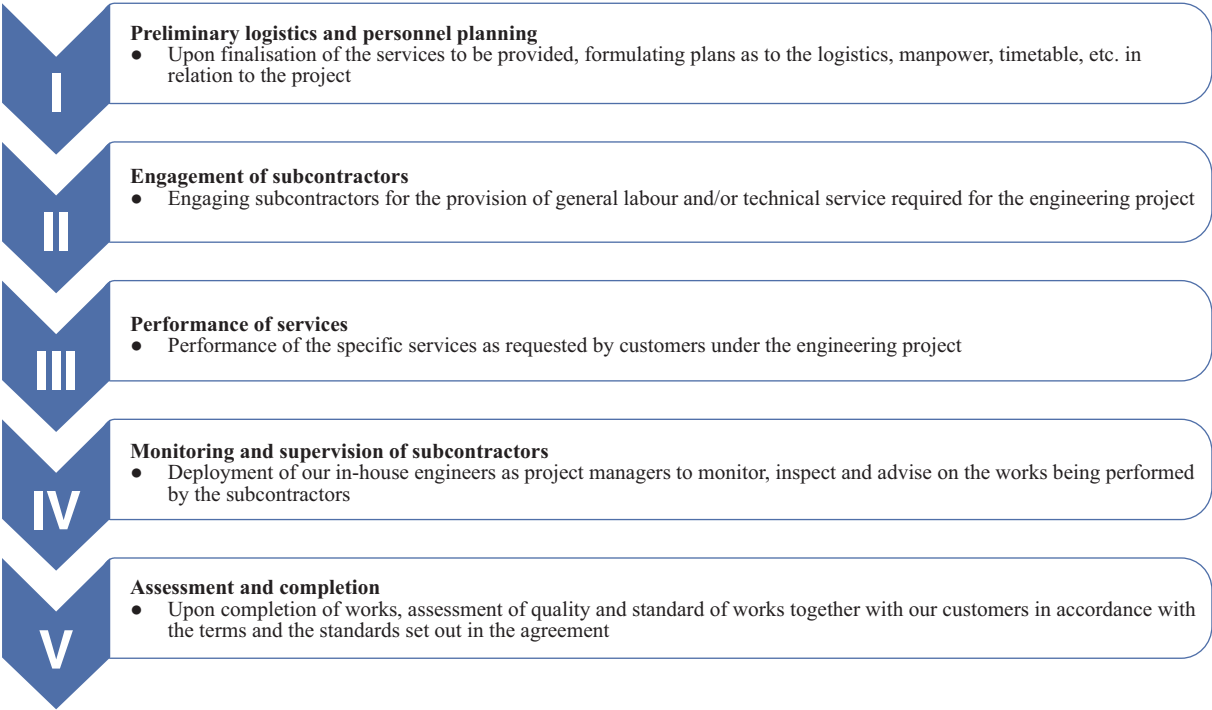 I
Preliminary logistics and personnel planning
● Upon finalisation of the services to be provided, formulating plans as to the logistics, manpower, timetable, etc. in
relation to the project
II
Engagement of subcontractors
● Engaging subcontractors for the provision of general labour and/or technical service required for the engineering project
III
Performance of services
● Performance of the specific services as requested by customers under the engineering project
IV
Monitoring and supervision of subcontractors
● Deployment of our in-house engineers as project managers to monitor, inspect and advise on the works being performed
by the subcontractors
V
Assessment and completion
● Upon completion of works, assessment of quality and standard of works together with our customers in accordance with
the terms and the standards set out in the agreement